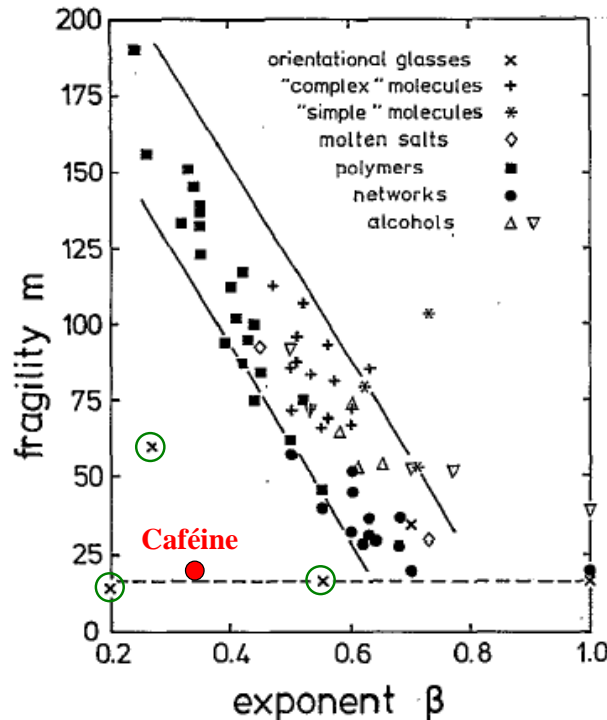 200
175
150
125
100
75
50
25
0
fragility m
orientational glasses ×
"complex" molecules +
"simple" molecules *
molten salts ◇
polymers ■
networks ●
alcohols △ ▽
Caféine
0.2 0.4 0.6 0.8 1.0
exponent β